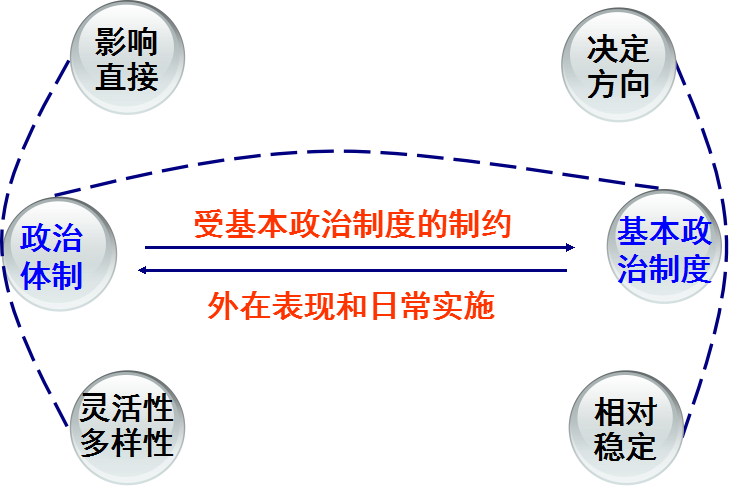 影响
直接
决定
方向
受基本政治制度的制约
政治
体制
基本政
治制度
外在表现和日常实施
灵活性
多样性
相对
稳定